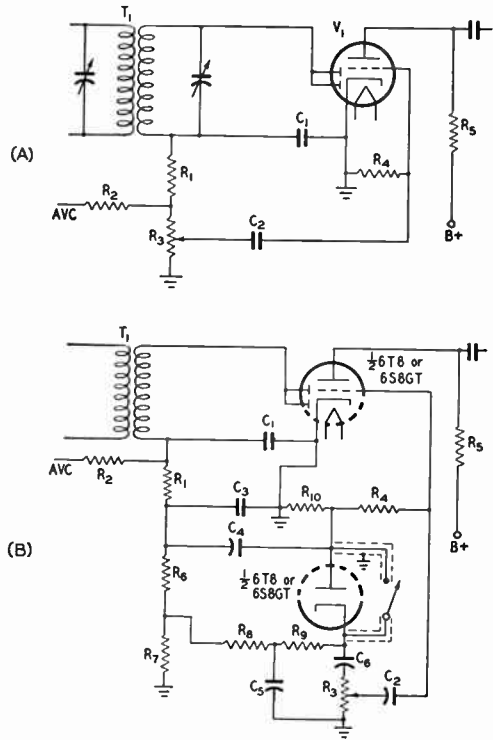 T1
V1
C1
R5
(A)
R1
R4
R2
AVC
R3
C2
B+
T1
½ 6T8 or
6S8GT
C1
R5
R2
AVC
R1
C3
R10
R4
B+
C4
(B)
½ 6T8 or
6S8GT
R6
R8
R9
R7
C6
C5
R3
C2